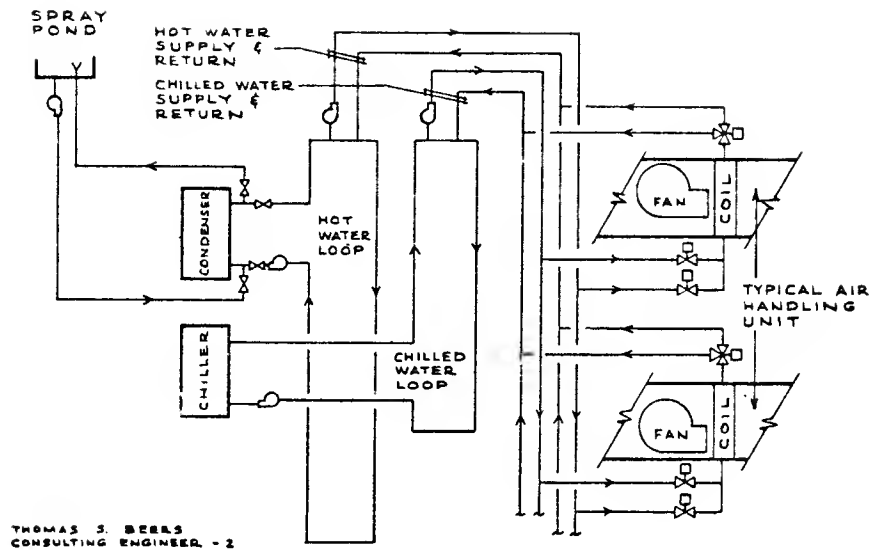 SPRAY
POND
HOT WATER
SUPPLY &
RETURN
CHILLED WATER
SUPPLY &
RETURN
CONDENSER
HOT
WATER
LOOP
CHILLER
CHILLED
WATER
LOOP
FAN
COIL
TYPICAL AIR
HANDLING
UNIT
FAN
COIL
THOMAS S. BEERS
CONSULTING ENGINEER - 2